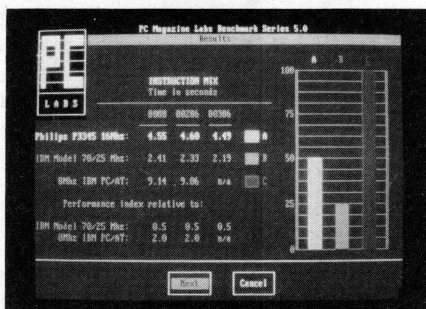 PC Magazine Labs Benchmark Series 5.0
Results
PC
LABS
INSTRUCTION MIX
Time in seconds
8088 80286 80386
Philips P3345 16Mhz: 4.55 4.60 4.49 A
IBM Model 70/25 Mhz: 2.41 2.33 2.19 B
8Mhz IBM PC/AT: 9.14 9.06 n/a C
Performance index relative to:
IBM Model 70/25 Mhz: 0.5 0.5 0.5
8Mhz IBM PC/AT: 2.0 2.0 n/a
A B C
100
75
50
25
0
Next Cancel